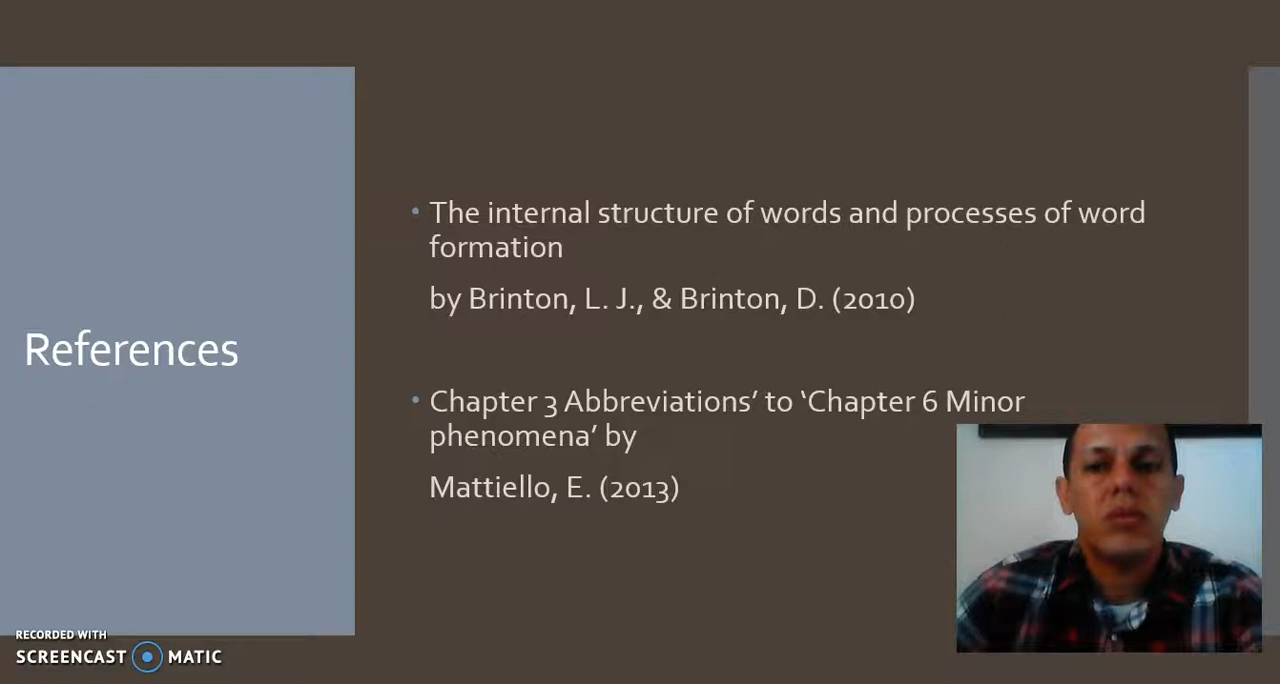 References
The internal structure of words and processes of word
formation
by Brinton, L. J., & Brinton, D. (2010)
Chapter 3 Abbreviations’ to ‘Chapter 6 Minor
phenomena’ by
Mattiello, E. (2013)
RECORDED WITH
SCREENCAST MATIC